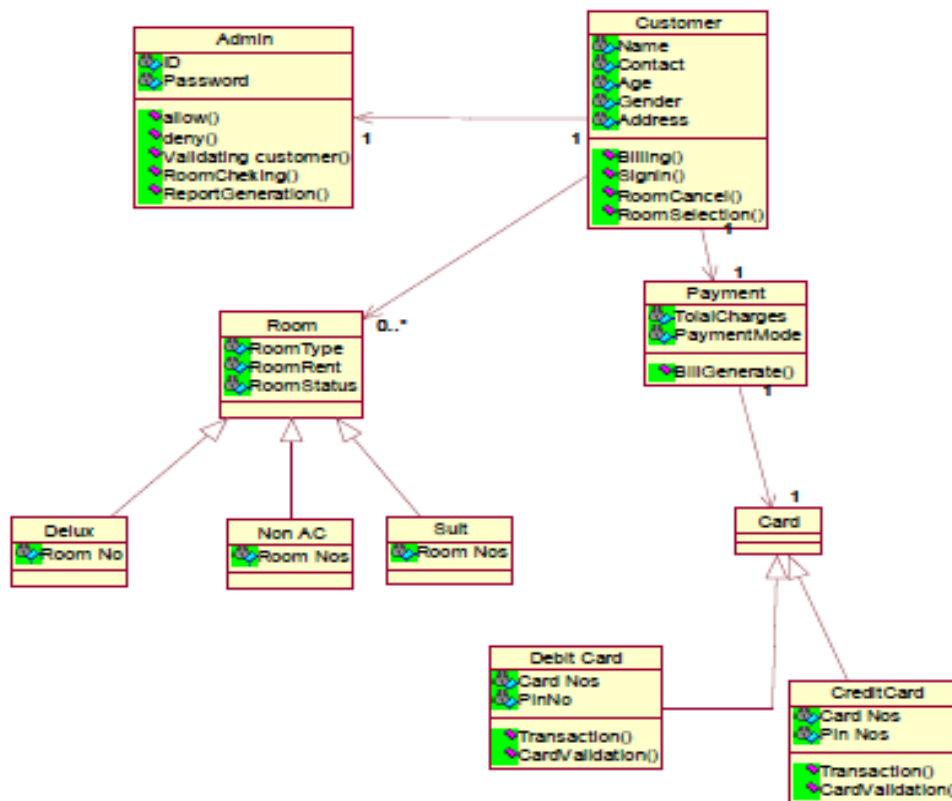 Admin
ID
Password
allow()
deny()
Validating customer()
RoomCheking()
ReportGeneration()
Customer
Name
Contact
Age
Gender
Address
Billing()
SignIn()
RoomCancel()
RoomSelection()
1
1
1
1
0..*
Room
RoomType
RoomRent
RoomStatus
Payment
TolalCharges
PaymentMode
BillGenerate()
1
1
Delux
Room No
Non AC
Room Nos
Suit
Room Nos
Card
Debit Card
Card Nos
PinNo
Transaction()
CardValidation()
CreditCard
Card Nos
Pin Nos
Transaction()
CardValidation()